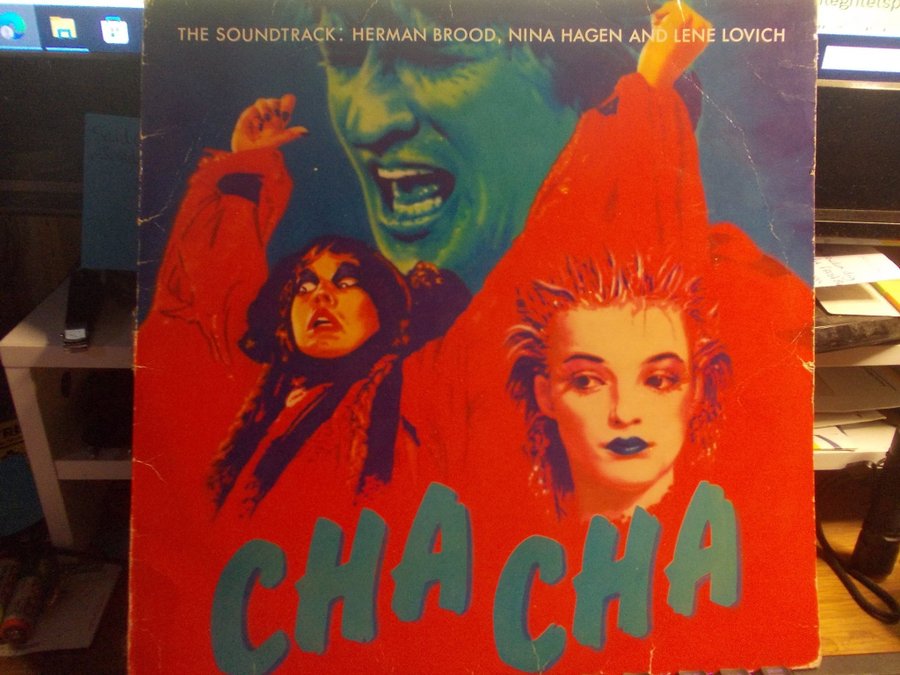 THE SOUNDTRACK: HERMAN BROOD, NINA HAGEN AND LENE LOVICH
CHA CHA